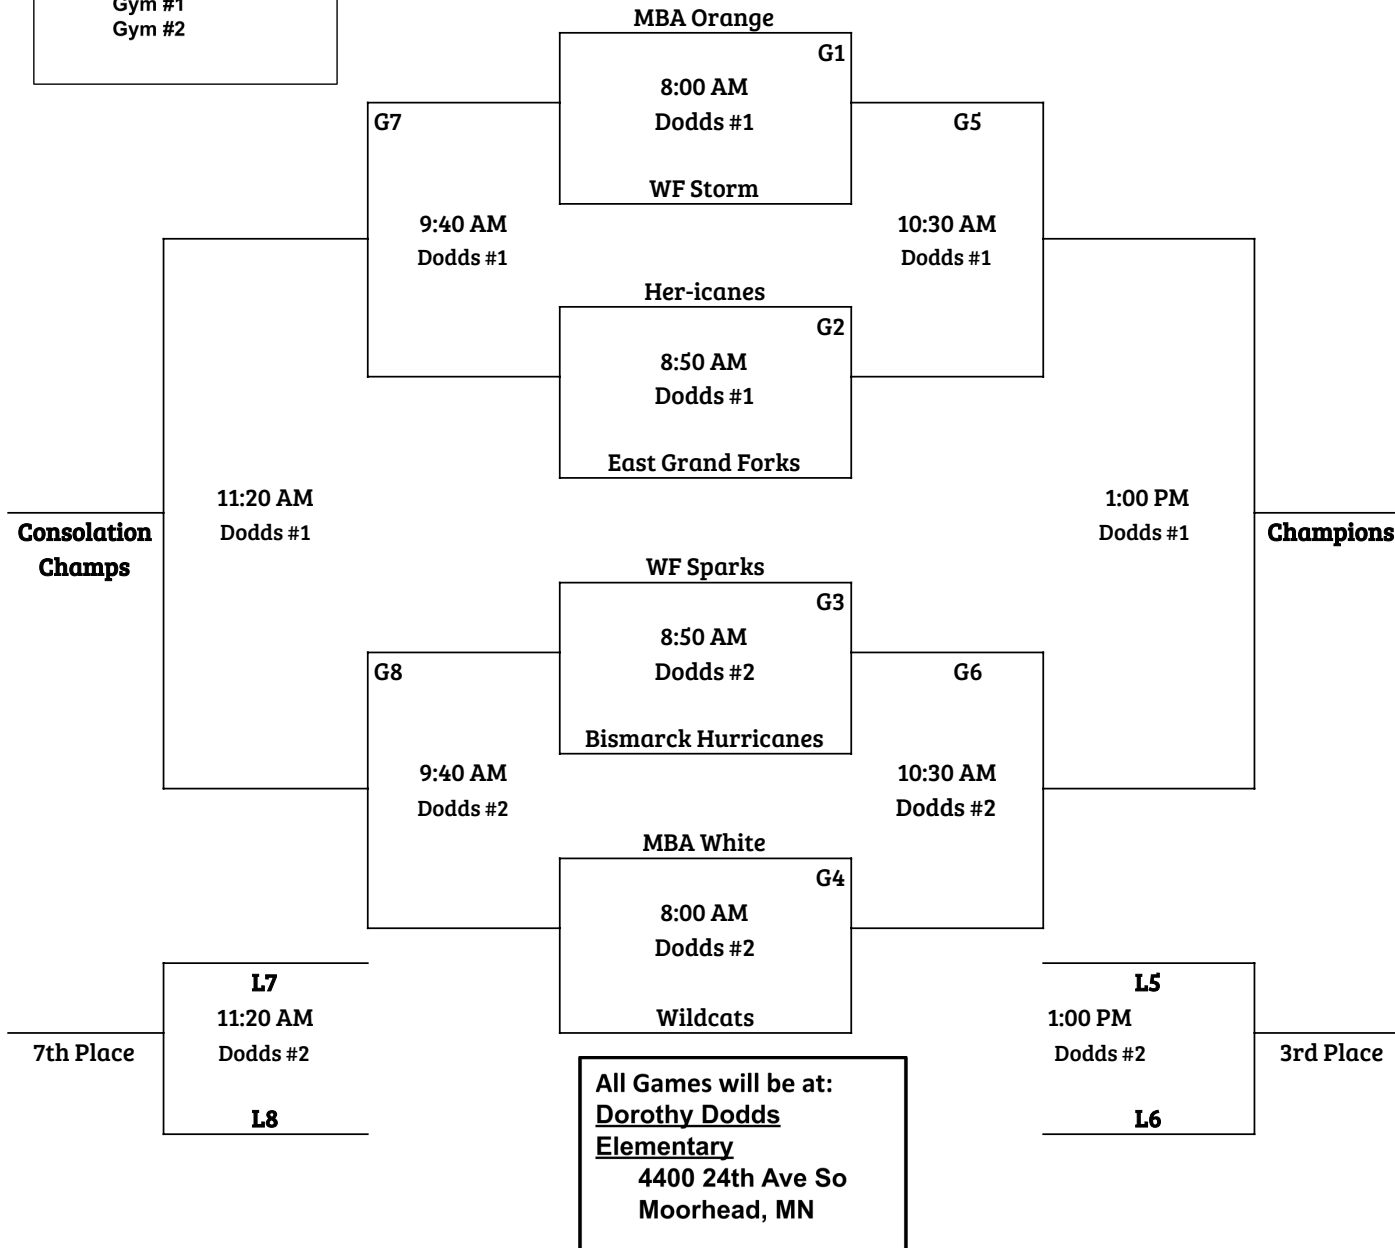 Gym #1
Gym #2
MBA Orange
G1
8:00 AM
Dodds #1
G7
G5
WF Storm
9:40 AM
10:30 AM
Dodds #1
Dodds #1
Her-icanes
G2
8:50 AM
Dodds #1
East Grand Forks
11:20 AM
1:00 PM
Consolation
Dodds #1
Dodds #1
Champions
Champs
WF Sparks
G3
8:50 AM
Dodds #2
G8
G6
Bismarck Hurricanes
9:40 AM
10:30 AM
Dodds #2
Dodds #2
MBA White
G4
8:00 AM
Dodds #2
L7
L5
11:20 AM
Wildcats
1:00 PM
7th Place
Dodds #2
Dodds #2
3rd Place
L8
L6
All Games will be at:
Dorothy Dodds
Elementary
4400 24th Ave So
Moorhead, MN